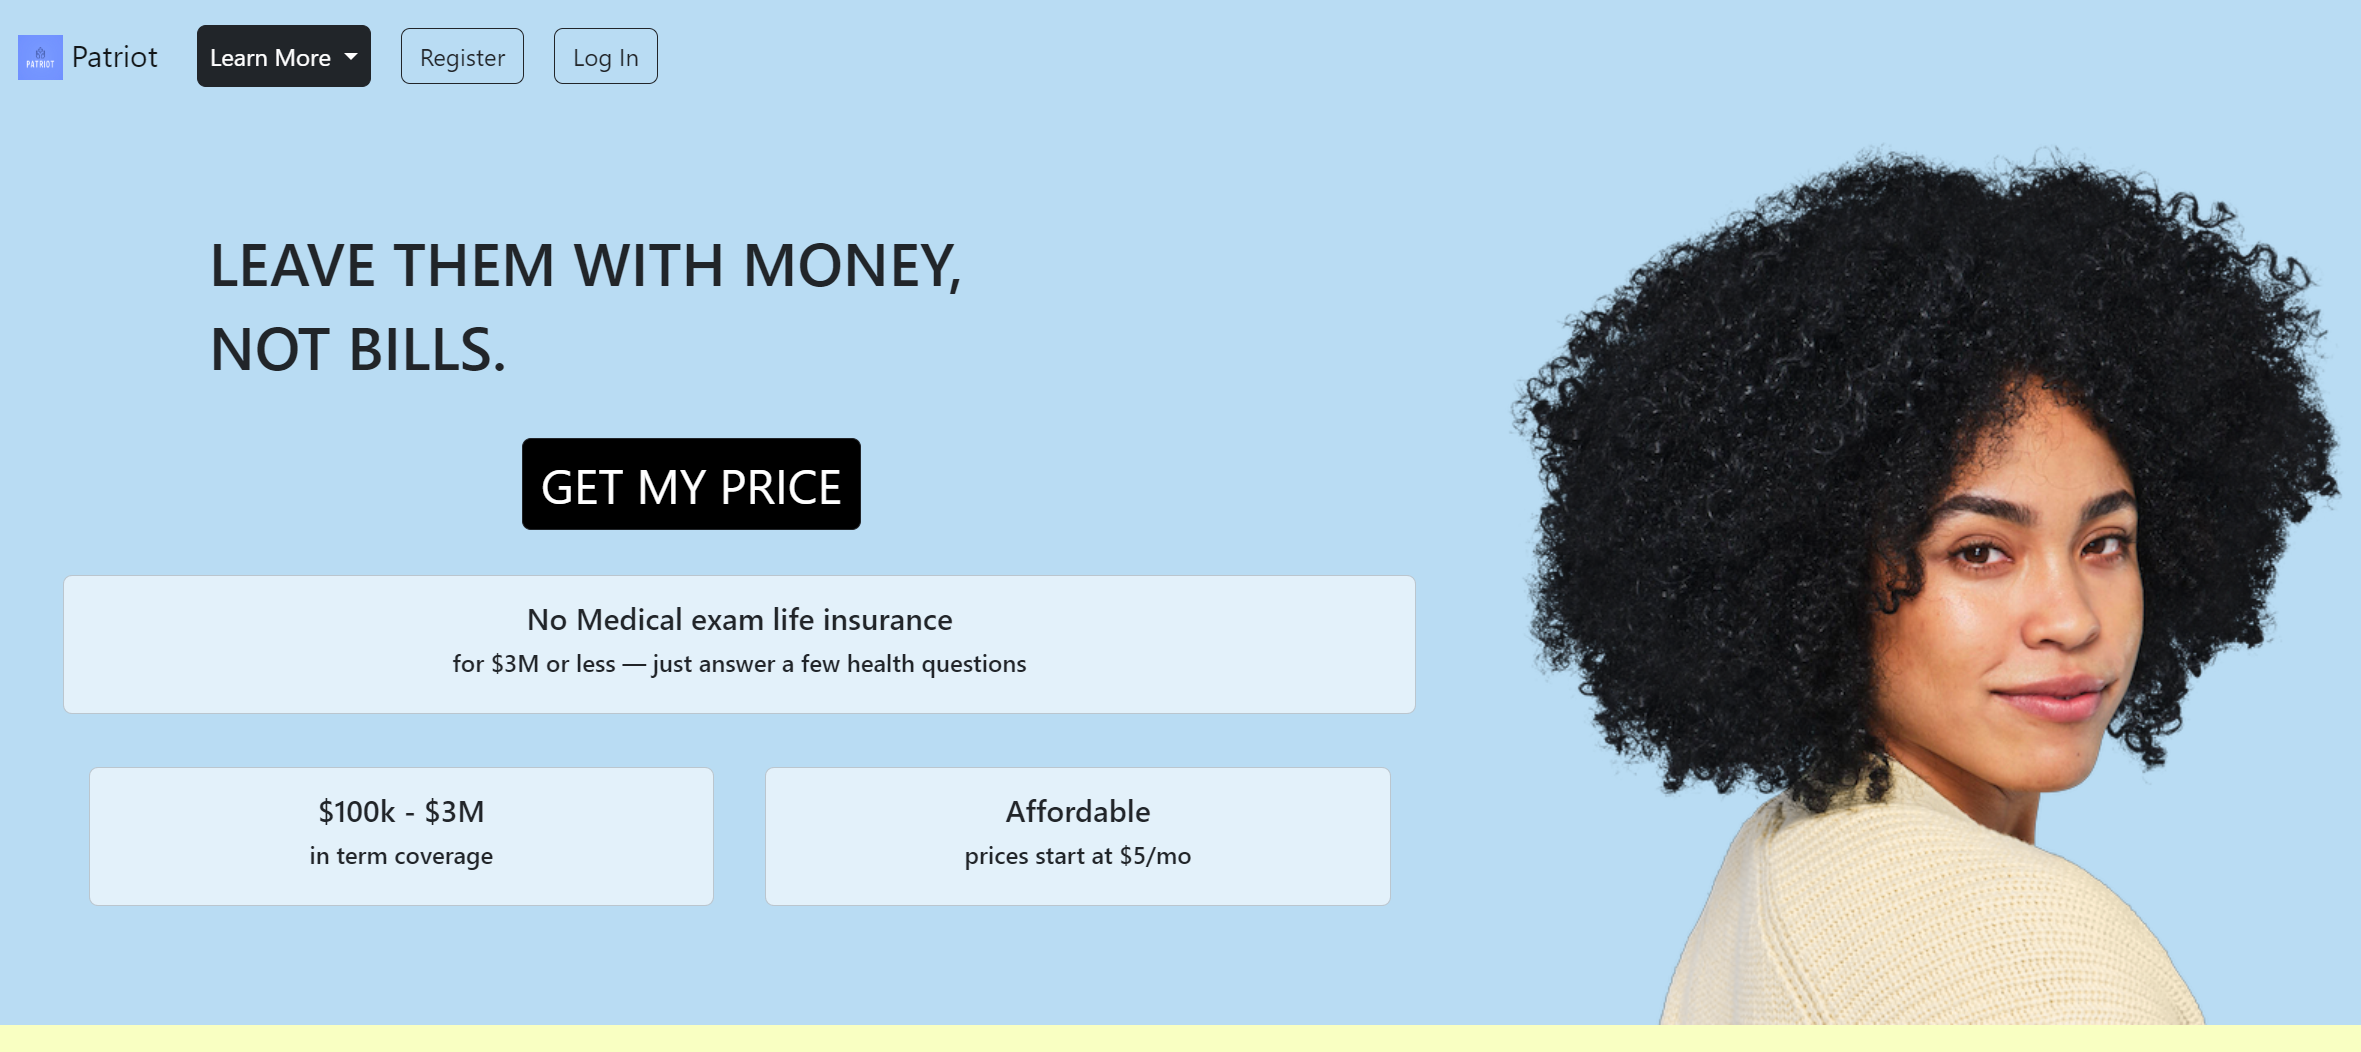 PATRIOT
Patriot
Learn More
Register
Log In
LEAVE THEM WITH MONEY,
NOT BILLS.
GET MY PRICE
No Medical exam life insurance
for $3M or less — just answer a few health questions
$100k - $3M
in term coverage
Affordable
prices start at $5/mo